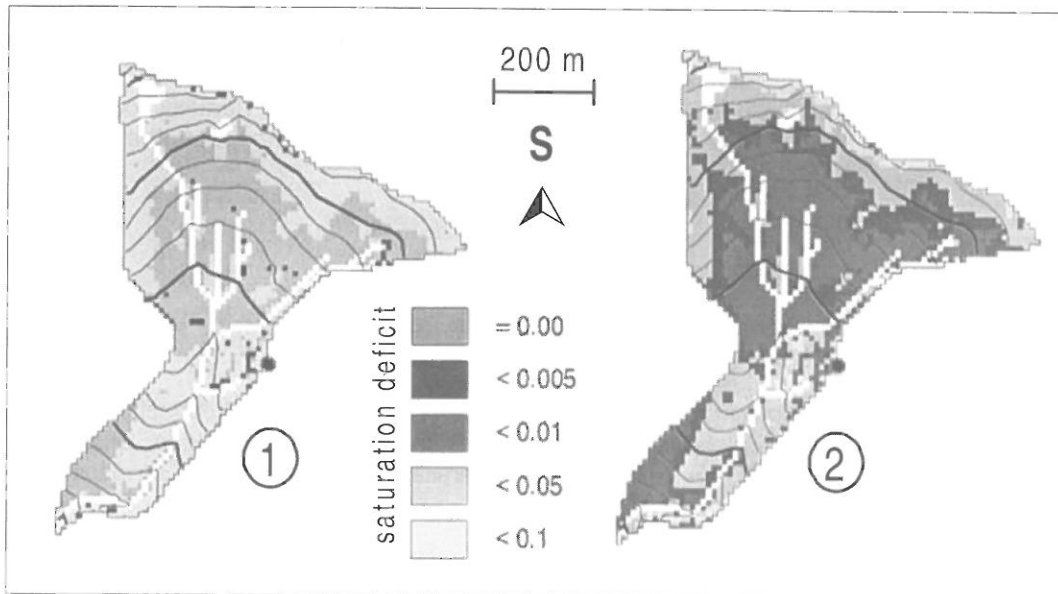 200 m
S
saturation deficit
= 0.00
< 0.005
< 0.01
< 0.05
< 0.1
1
2